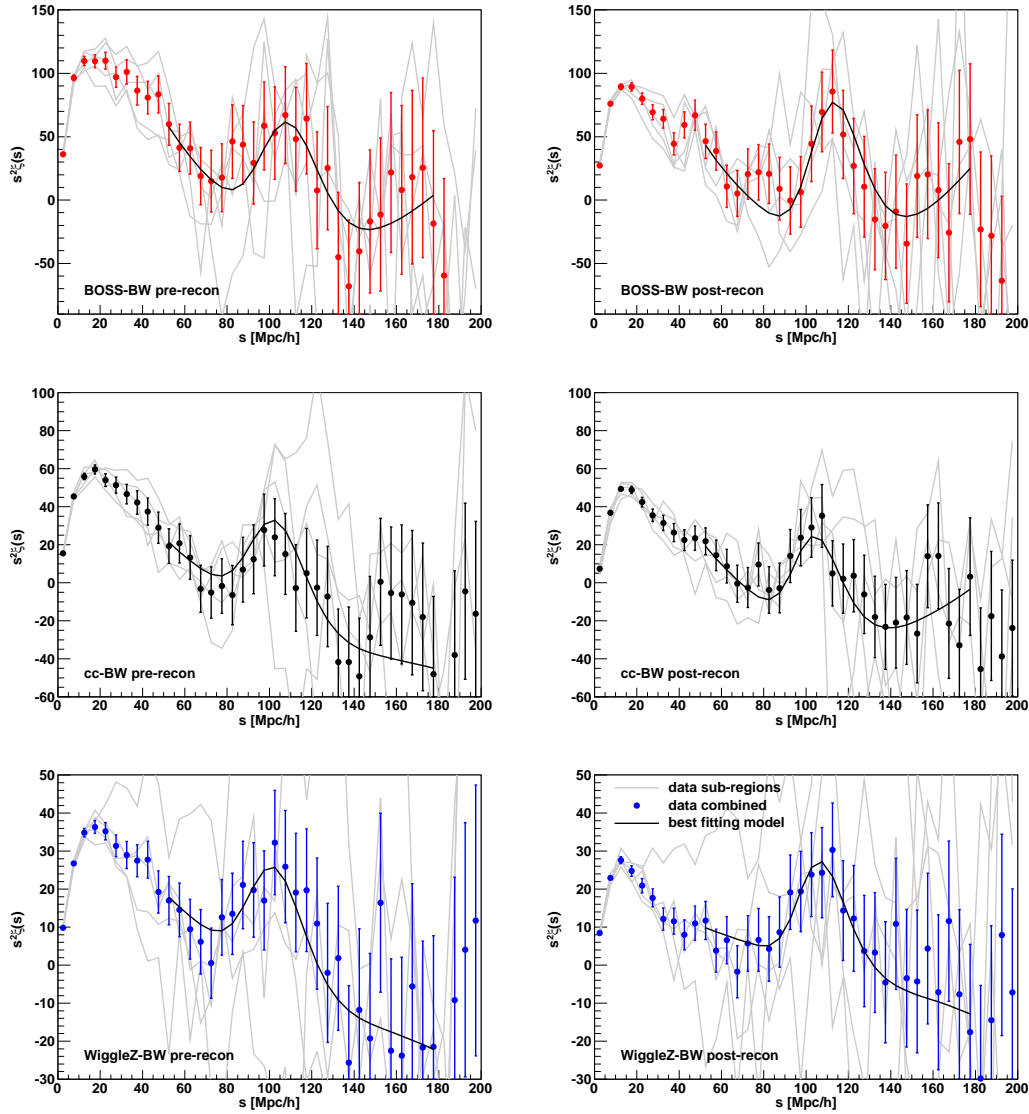 150
100
50
0
-50
s²ξ(s)
BOSS-BW pre-recon
0 20 40 60 80 100 120 140 160 180 200
s [Mpc/h]
150
100
50
0
-50
s²ξ(s)
BOSS-BW post-recon
0 20 40 60 80 100 120 140 160 180 200
s [Mpc/h]
100
80
60
40
20
0
-20
-40
-60
s²ξ(s)
cc-BW pre-recon
0 20 40 60 80 100 120 140 160 180 200
s [Mpc/h]
100
80
60
40
20
0
-20
-40
-60
s²ξ(s)
cc-BW post-recon
0 20 40 60 80 100 120 140 160 180 200
s [Mpc/h]
50
40
30
20
10
0
-10
-20
-30
s²ξ(s)
WiggleZ-BW pre-recon
0 20 40 60 80 100 120 140 160 180 200
s [Mpc/h]
50
40
30
20
10
0
-10
-20
-30
s²ξ(s)
data sub-regions
data combined
best fitting model
WiggleZ-BW post-recon
0 20 40 60 80 100 120 140 160 180 200
s [Mpc/h]